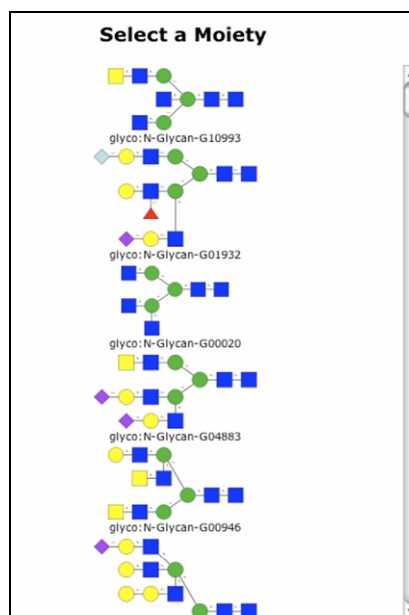 Select a Moiety
glyco:N-Glycan-G10993
glyco:N-Glycan-G01932
glyco:N-Glycan-G00020
glyco:N-Glycan-G04883
glyco:N-Glycan-G00946